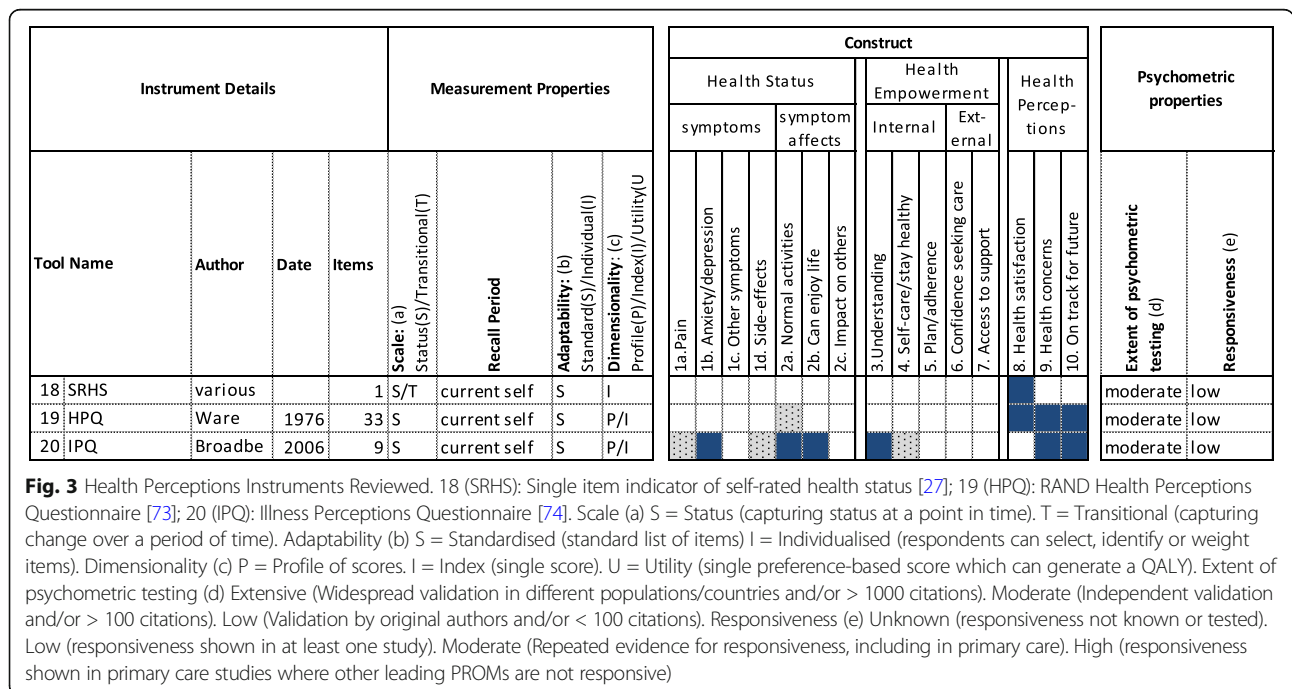 Instrument Details
Measurement Properties
Construct
Psychometric
properties
Health Status
Health
Empowerment
Health
Percep-
tions
symptoms
symptom
affects
Internal
Ext-
ernal
Tool Name
Author
Date
Items
Scale: (a)
Status(S)/Transitional(T)
Recall Period
Adaptability: (b)
Standard(S)/Individual(I)
Dimensionality: (c)
Profile(P)/Index(I)/Utility(U
1a.Pain
1b. Anxiety/depression
1c. Other symptoms
1d. Side-effects
2a. Normal activities
2b. Can enjoy life
2c. Impact on others
3.Understanding
4. Self-care/stay healthy
5. Plan/adherence
6. Confidence seeking care
7. Access to support
8. Health satisfaction
9. Health concerns
10. On track for future
Extent of psychometric
testing (d)
Responsiveness (e)
18 SRHS various 1 S/T current self S I moderate low
19 HPQ Ware 1976 33 S current self S P/I moderate low
20 IPQ Broadbe 2006 9 S current self S P/I moderate low
Fig. 3 Health Perceptions Instruments Reviewed. 18 (SRHS): Single item indicator of self-rated health status [27]; 19 (HPQ): RAND Health Perceptions
Questionnaire [73]; 20 (IPQ): Illness Perceptions Questionnaire [74]. Scale (a) S = Status (capturing status at a point in time). T = Transitional (capturing
change over a period of time). Adaptability (b) S = Standardised (standard list of items) I = Individualised (respondents can select, identify or weight
items). Dimensionality (c) P = Profile of scores. I = Index (single score). U = Utility (single preference-based score which can generate a QALY). Extent of
psychometric testing (d) Extensive (Widespread validation in different populations/countries and/or > 1000 citations). Moderate (Independent validation
and/or > 100 citations). Low (Validation by original authors and/or < 100 citations). Responsiveness (e) Unknown (responsiveness not known or tested).
Low (responsiveness shown in at least one study). Moderate (Repeated evidence for responsiveness, including in primary care). High (responsiveness
shown in primary care studies where other leading PROMs are not responsive)